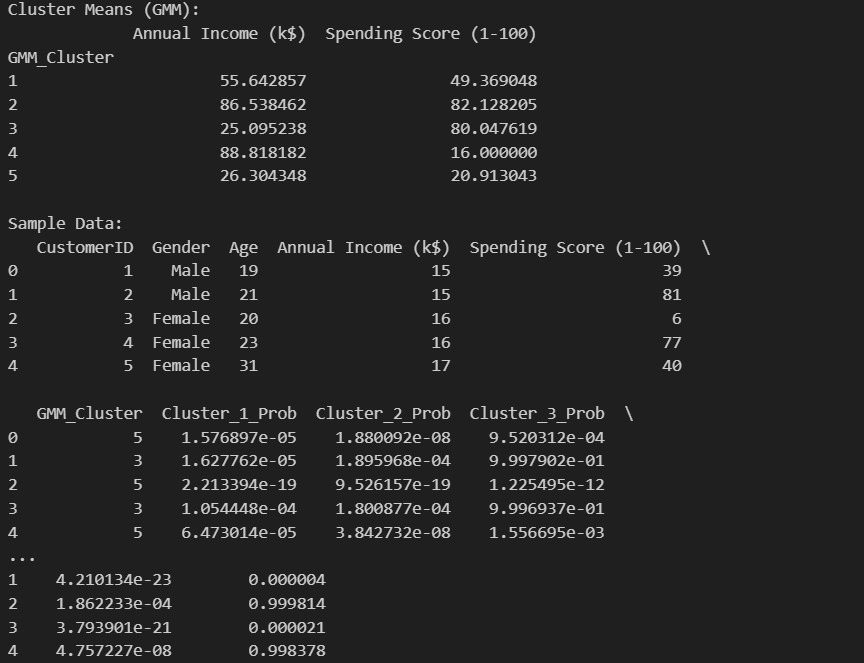 Cluster Means (GMM):
             Annual Income (k$)  Spending Score (1-100)
GMM_Cluster
1                     55.642857               49.369048
2                     86.538462               82.128205
3                     25.095238               80.047619
4                     88.818182               16.000000
5                     26.304348               20.913043

Sample Data:
   CustomerID  Gender  Age  Annual Income (k$)  Spending Score (1-100)  \
0           1    Male   19                  15                      39
1           2    Male   21                  15                      81
2           3  Female   20                  16                       6
3           4  Female   23                  16                      77
4           5  Female   31                  17                      40

   GMM_Cluster  Cluster_1_Prob  Cluster_2_Prob  Cluster_3_Prob  \
0            5    1.576897e-05    1.880092e-08    9.520312e-04
1            3    1.627762e-05    1.895968e-04    9.997902e-01
2            5    2.213394e-19    9.526157e-19    1.225495e-12
3            3    1.054448e-04    1.800877e-04    9.996937e-01
4            5    6.473014e-05    3.842732e-08    1.556695e-03
...
1    4.210134e-23        0.000004
2    1.862233e-04        0.999814
3    3.793901e-21        0.000021
4    4.757227e-08        0.998378